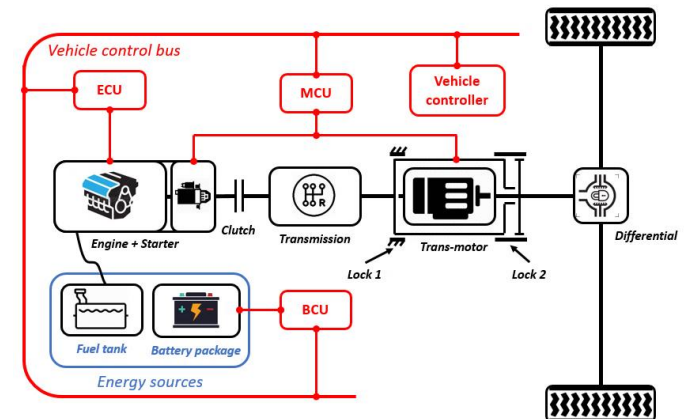 Vehicle control bus
ECU
MCU
Vehicle
controller
R
Engine + Starter
Clutch
Transmission
Trans-motor
Differential
Lock 1
Lock 2
BCU
Fuel tank
Battery package
Energy sources